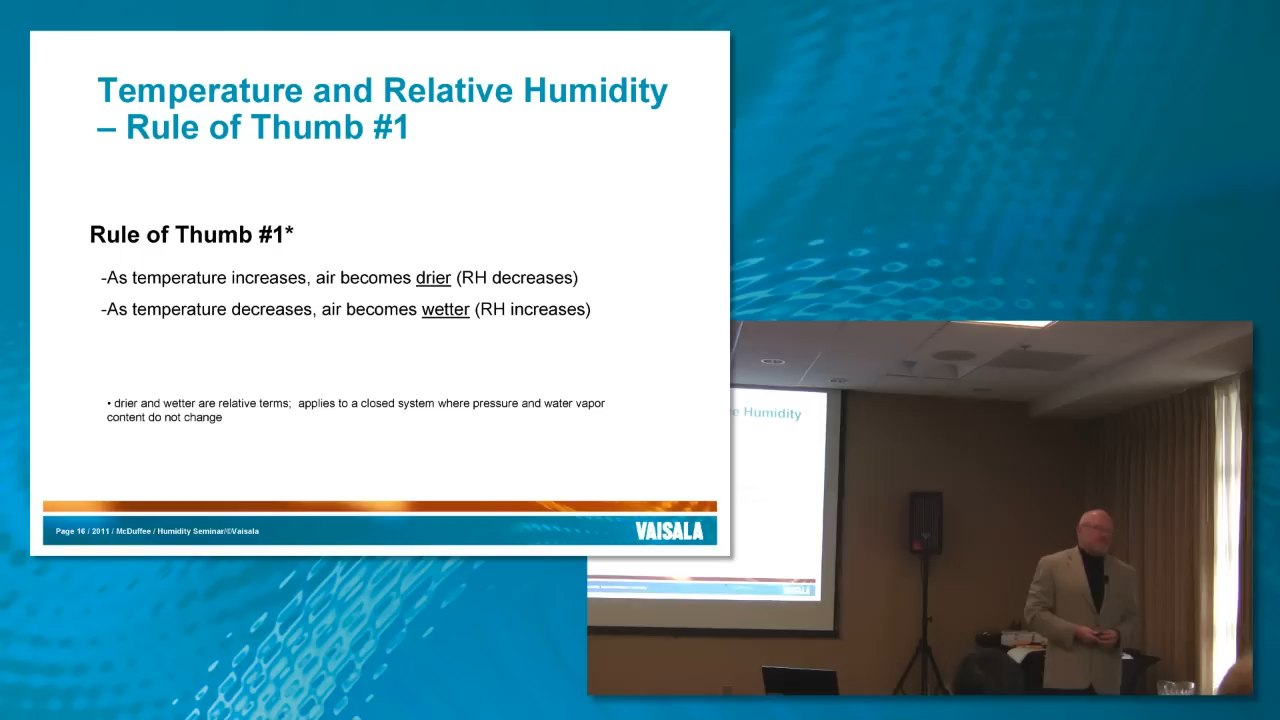 Temperature and Relative Humidity
– Rule of Thumb #1
Rule of Thumb #1*
-As temperature increases, air becomes drier (RH decreases)
-As temperature decreases, air becomes wetter (RH increases)
• drier and wetter are relative terms;  applies to a closed system where pressure and water vapor
content do not change
Page 16 / 2011 / McDuffee / Humidity Seminar/©Vaisala
VAISALA
e Humidity
VAISALA